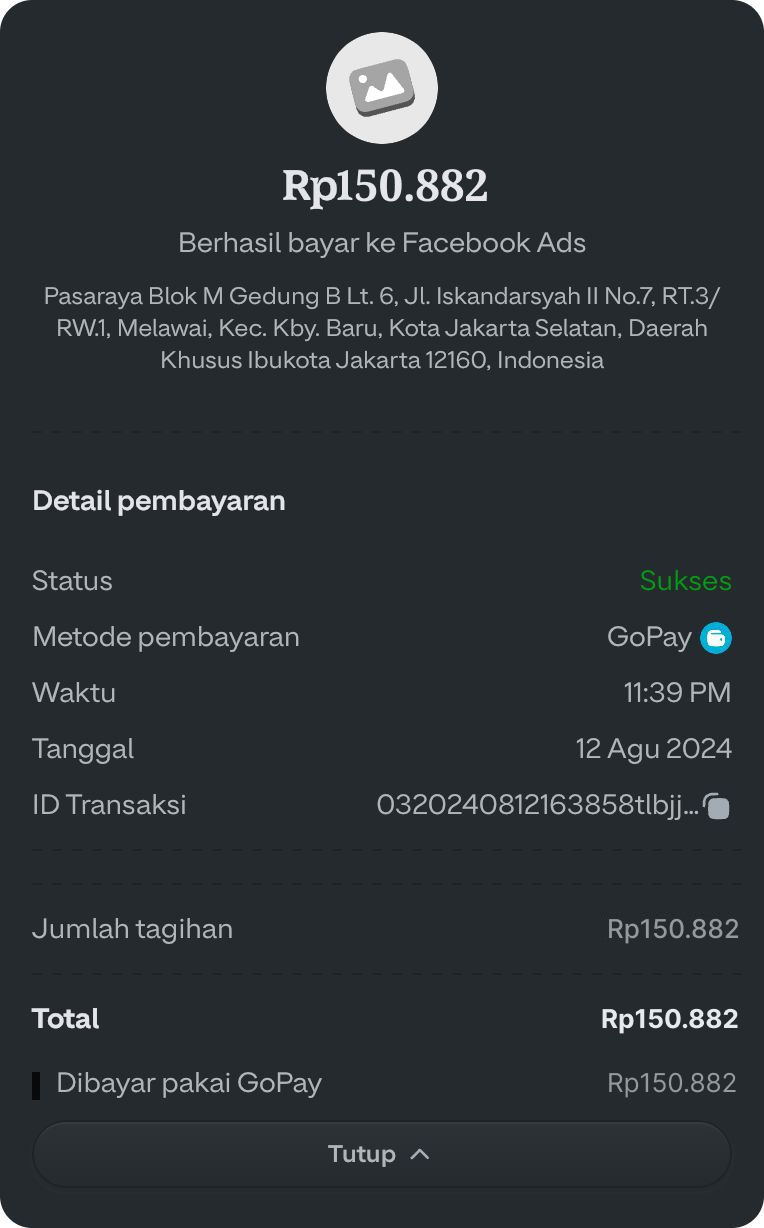 Rp150.882
Berhasil bayar ke Facebook Ads
Pasaraya Blok M Gedung B Lt. 6, Jl. Iskandarsyah II No.7, RT.3/
RW.1, Melawai, Kec. Kby. Baru, Kota Jakarta Selatan, Daerah
Khusus Ibukota Jakarta 12160, Indonesia
Detail pembayaran
Status Sukses
Metode pembayaran GoPay
Waktu 11:39 PM
Tanggal 12 Agu 2024
ID Transaksi 0320240812163858tlbjj...
Jumlah tagihan Rp150.882
Total Rp150.882
Dibayar pakai GoPay Rp150.882
Tutup